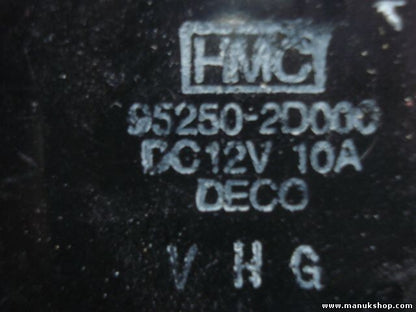 HMC
95250-2D000
DC12V 10A
DECO
V H G
www.manukshop.com